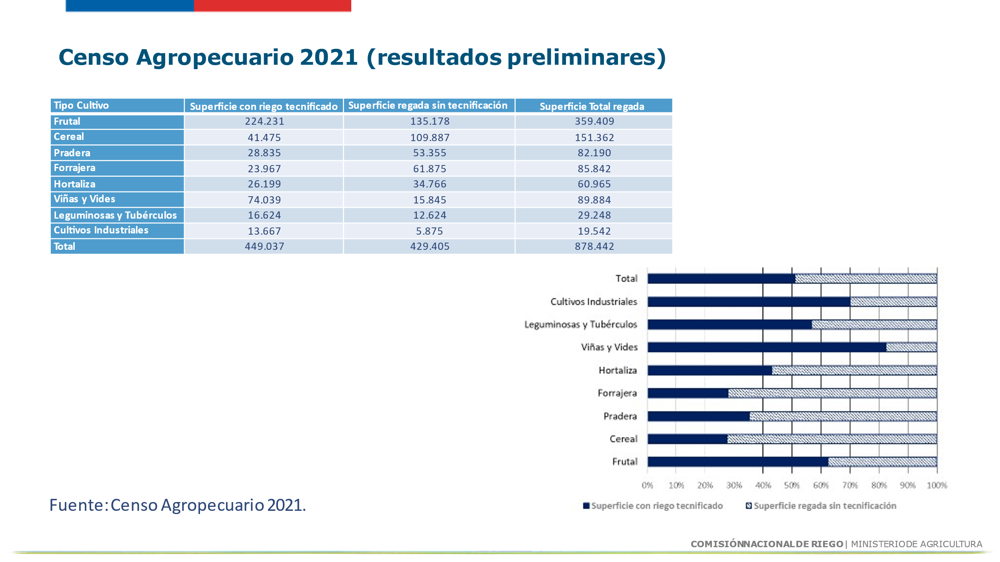 Censo Agropecuario 2021 (resultados preliminares)
Tipo Cultivo Superficie con riego tecnificado Superficie regada sin tecnificación Superficie Total regada
Frutal 224.231 135.178 359.409
Cereal 41.475 109.887 151.362
Pradera 28.835 53.355 82.190
Forrajera 23.967 61.875 85.842
Hortaliza 26.199 34.766 60.965
Viñas y Vides 74.039 15.845 89.884
Leguminosas y Tubérculos 16.624 12.624 29.248
Cultivos Industriales 13.667 5.875 19.542
Total 449.037 429.405 878.442
Total
Cultivos Industriales
Leguminosas y Tubérculos
Viñas y Vides
Hortaliza
Forrajera
Pradera
Cereal
Frutal
0% 10% 20% 30% 40% 50% 60% 70% 80% 90% 100%
Superficie con riego tecnificado Superficie regada sin tecnificación
Fuente: Censo Agropecuario 2021.
COMISIÓN NACIONAL DE RIEGO | MINISTERIO DE AGRICULTURA